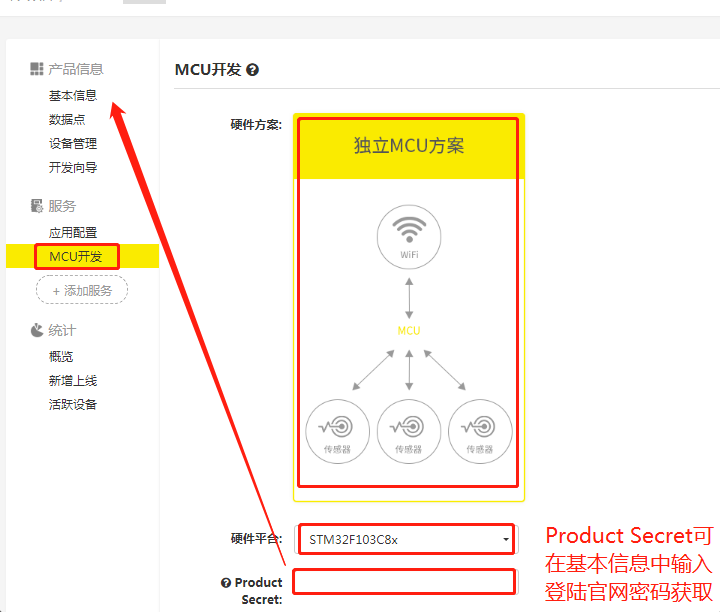 产品信息
基本信息
数据点
设备管理
开发向导
服务
应用配置
MCU开发
+ 添加服务
统计
概览
新增上线
活跃设备
MCU开发
硬件方案:
独立MCU方案
WiFi
MCU
传感器 传感器 传感器
硬件平台: STM32F103C8x
Product
Secret:
Product Secret可
在基本信息中输入
登陆官网密码获取